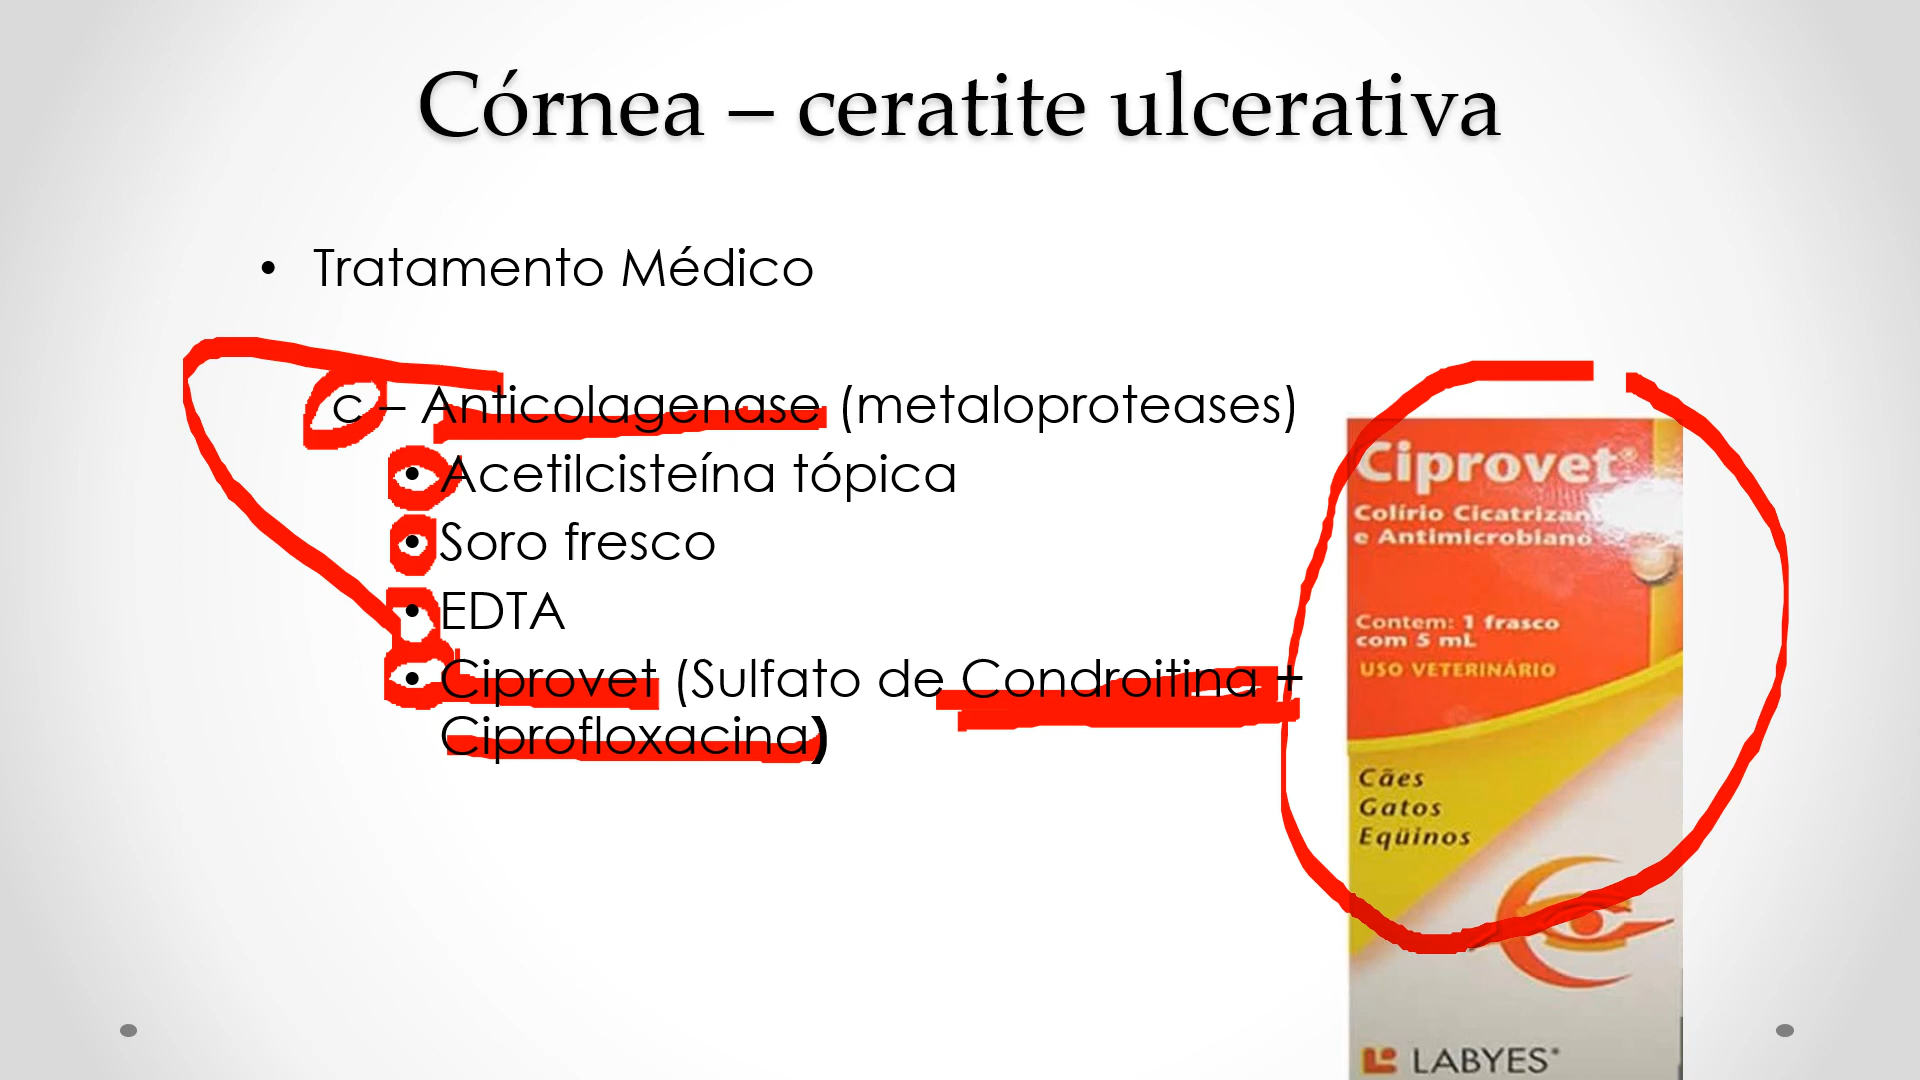 Córnea – ceratite ulcerativa
• Tratamento Médico
c – Anticolagenase (metaloproteases)
• Acetilcisteína tópica
• Soro fresco
• EDTA
• Ciprovet (Sulfato de Condroitina +
Ciprofloxacina)
Ciprovet®
Colírio Cicatrizan
e Antimicrobiano
Contem: 1 frasco
com 5 mL
USO VETERINÁRIO
Cães
Gatos
Eqüinos
LABYES®